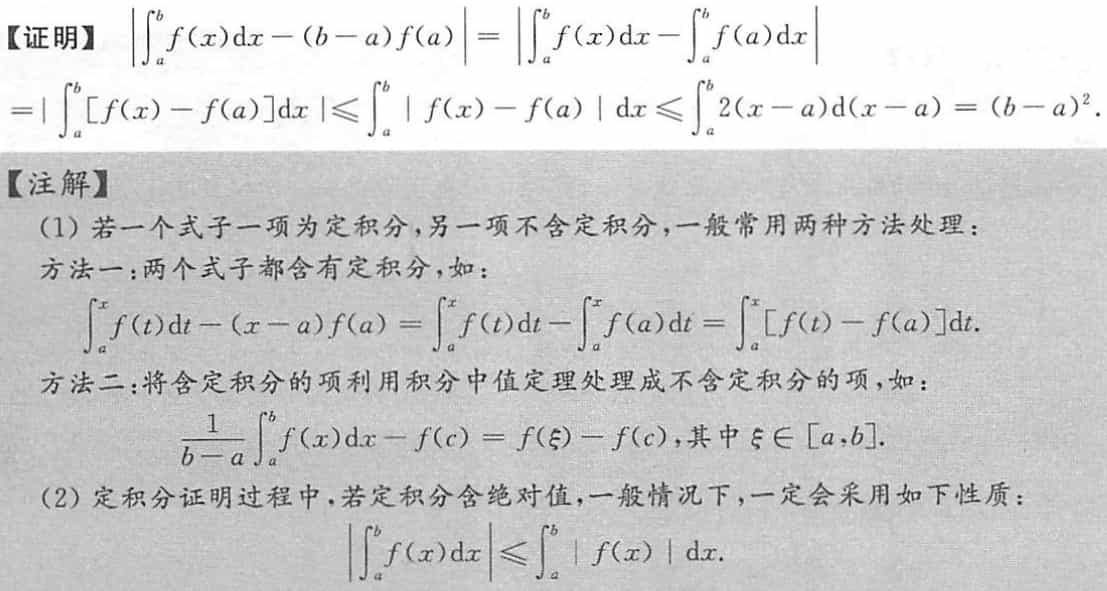 【证明】 $\left|\int_a^b f(x)\mathrm{d}x-(b-a)f(a)\right|=\left|\int_a^b f(x)\mathrm{d}x-\int_a^b f(a)\mathrm{d}x\right|$
$=|\int_a^b[f(x)-f(a)]\mathrm{d}x|\leqslant\int_a^b|f(x)-f(a)|\mathrm{d}x\leqslant\int_a^b 2(x-a)\mathrm{d}(x-a)=(b-a)^2.$
【注解】
(1) 若一个式子一项为定积分,另一项不含定积分,一般常用两种方法处理:
方法一:两个式子都含有定积分,如:
$\int_a^x f(t)\mathrm{d}t-(x-a)f(a)=\int_a^x f(t)\mathrm{d}t-\int_a^x f(a)\mathrm{d}t=\int_a^x[f(t)-f(a)]\mathrm{d}t.$
方法二:将含定积分的项利用积分中值定理处理成不含定积分的项,如:
$\frac{1}{b-a}\int_a^b f(x)\mathrm{d}x-f(c)=f(\xi)-f(c)$,其中 $\xi\in[a,b].$
(2) 定积分证明过程中,若定积分含绝对值,一般情况下,一定会采用如下性质:
$\left|\int_a^b f(x)\mathrm{d}x\right|\leqslant\int_a^b|f(x)|\mathrm{d}x.$